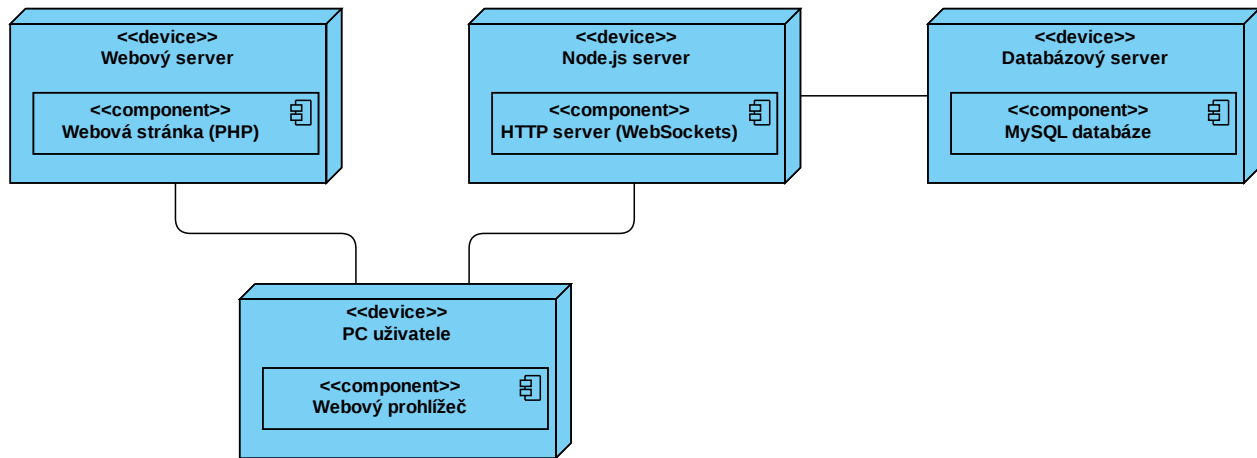 <<device>>
Webový server
<<component>>
Webová stránka (PHP)
<<device>>
Node.js server
<<component>>
HTTP server (WebSockets)
<<device>>
Databázový server
<<component>>
MySQL databáze
<<device>>
PC uživatele
<<component>>
Webový prohlížeč